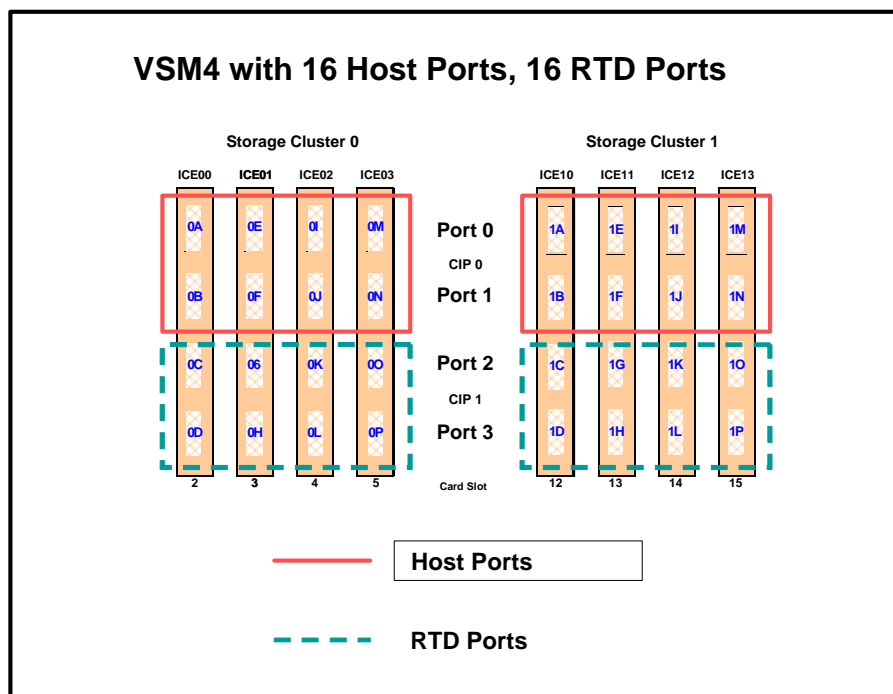 VSM4 with 16 Host Ports, 16 RTD Ports
Storage Cluster 0 Storage Cluster 1
ICE00 ICE01 ICE02 ICE03 ICE10 ICE11 ICE12 ICE13
0A 0E 0I 0M Port 0 1A 1E 1I 1M
CIP 0
0B 0F 0J 0N Port 1 1B 1F 1J 1N
0C 06 0K 0O Port 2 1C 1G 1K 1O
CIP 1
0D 0H 0L 0P Port 3 1D 1H 1L 1P
2 3 4 5 Card Slot 12 13 14 15
Host Ports
RTD Ports